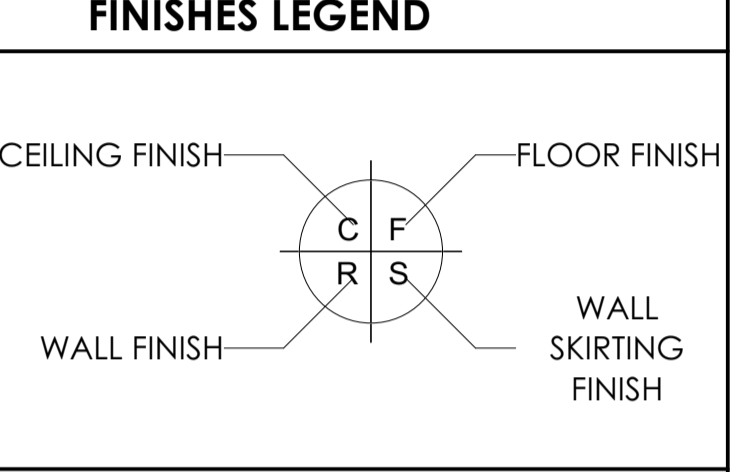 FINISHES LEGEND
CEILING FINISH
FLOOR FINISH
C F
R S
WALL FINISH
WALL
SKIRTING
FINISH